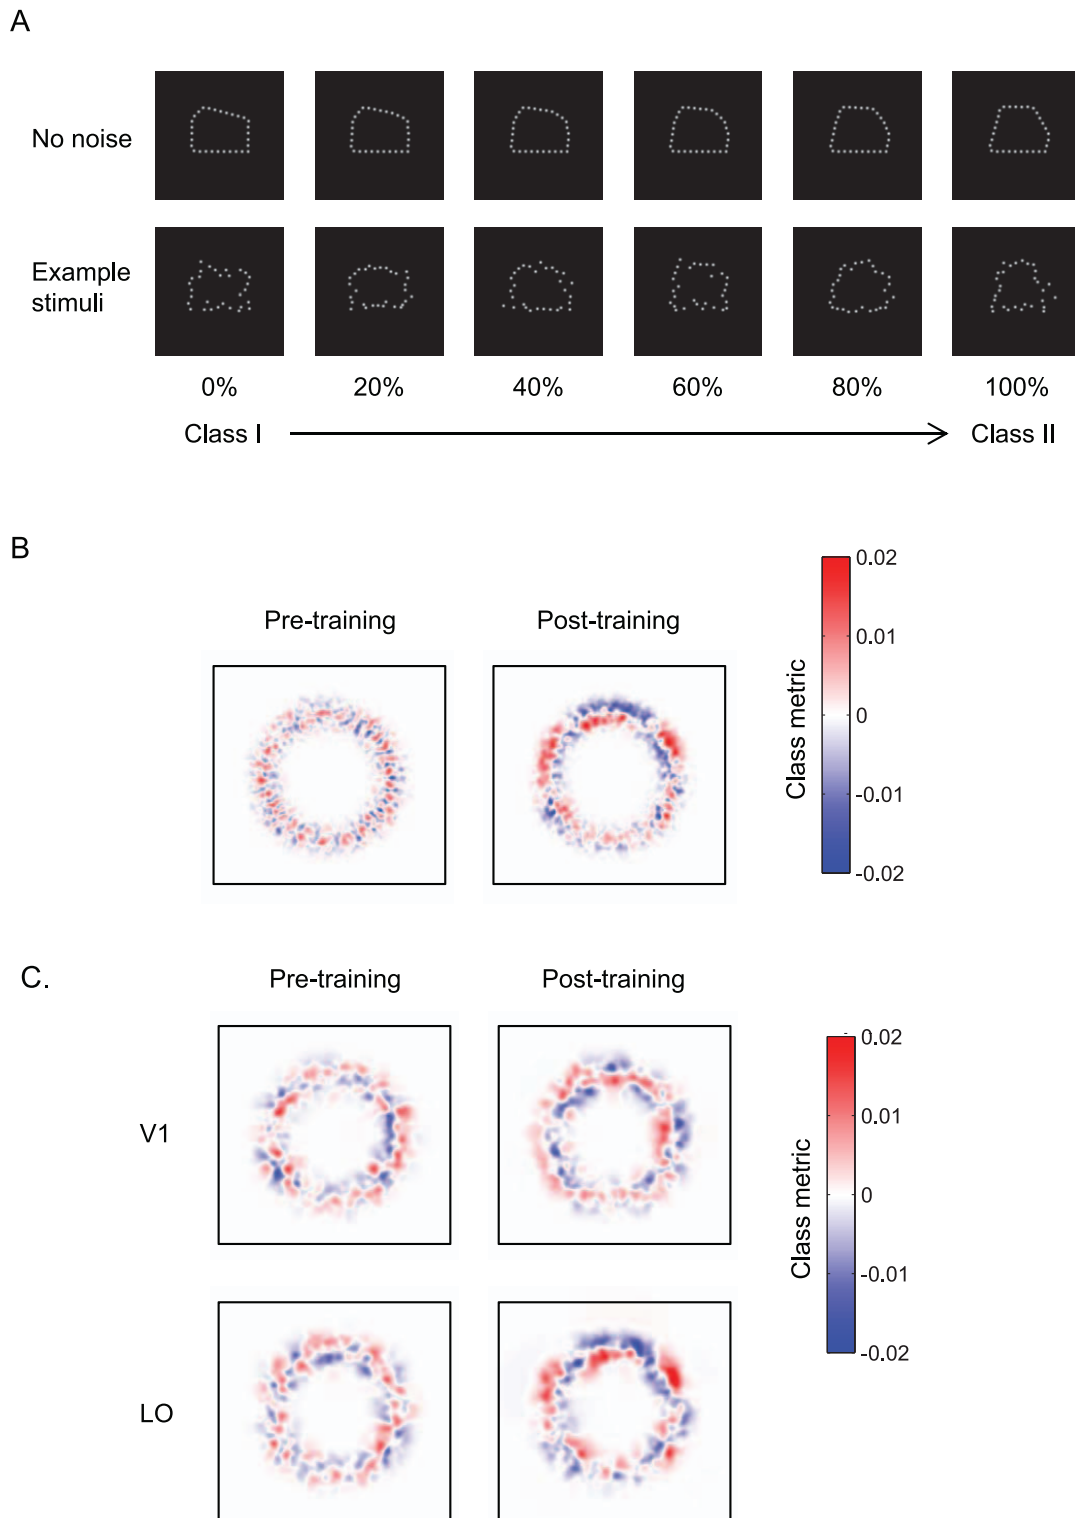 A
No noise
Example
stimuli
0% 20% 40% 60% 80% 100%
Class I Class II
B
Pre-training Post-training
Class metric
0.02
0.01
0
-0.01
-0.02
C.
Pre-training Post-training
V1
LO
Class metric
0.02
0.01
0
-0.01
-0.02